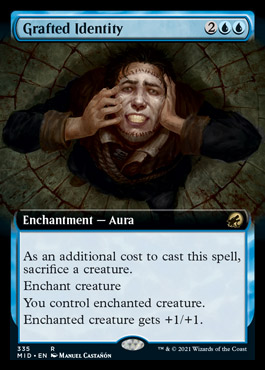 Grafted Identity 2
Enchantment — Aura
As an additional cost to cast this spell,
sacrifice a creature.
Enchant creature
You control enchanted creature.
Enchanted creature gets +1/+1.
335 R
MID • EN MANUEL CASTAÑÓN ™ & © 2021 Wizards of the Coast